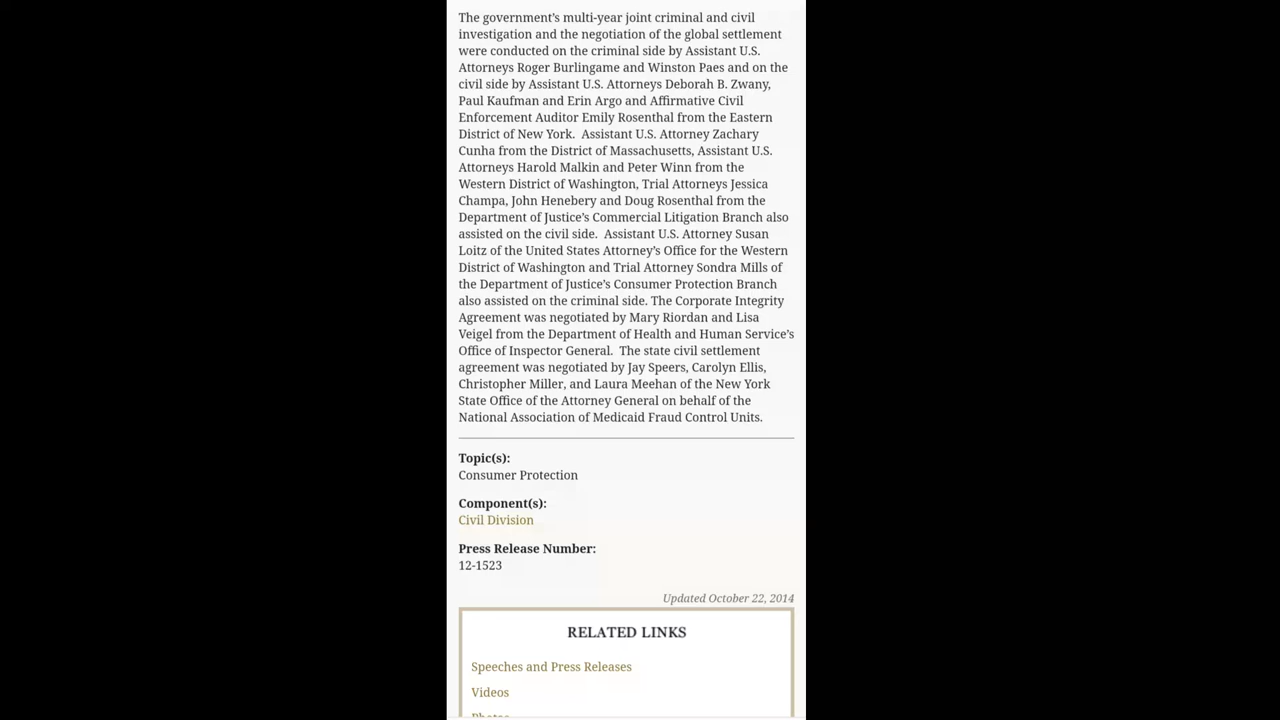 The government’s multi-year joint criminal and civil
investigation and the negotiation of the global settlement
were conducted on the criminal side by Assistant U.S.
Attorneys Roger Burlingame and Winston Paes and on the
civil side by Assistant U.S. Attorneys Deborah B. Zwany,
Paul Kaufman and Erin Argo and Affirmative Civil
Enforcement Auditor Emily Rosenthal from the Eastern
District of New York.  Assistant U.S. Attorney Zachary
Cunha from the District of Massachusetts, Assistant U.S.
Attorneys Harold Malkin and Peter Winn from the
Western District of Washington, Trial Attorneys Jessica
Champa, John Henebery and Doug Rosenthal from the
Department of Justice’s Commercial Litigation Branch also
assisted on the civil side.  Assistant U.S. Attorney Susan
Loitz of the United States Attorney’s Office for the Western
District of Washington and Trial Attorney Sondra Mills of
the Department of Justice’s Consumer Protection Branch
also assisted on the criminal side. The Corporate Integrity
Agreement was negotiated by Mary Riordan and Lisa
Veigel from the Department of Health and Human Service’s
Office of Inspector General.  The state civil settlement
agreement was negotiated by Jay Speers, Carolyn Ellis,
Christopher Miller, and Laura Meehan of the New York
State Office of the Attorney General on behalf of the
National Association of Medicaid Fraud Control Units.
Topic(s):
Consumer Protection
Component(s):
Civil Division
Press Release Number:
12-1523
Updated October 22, 2014
RELATED LINKS
Speeches and Press Releases
Videos
Photos